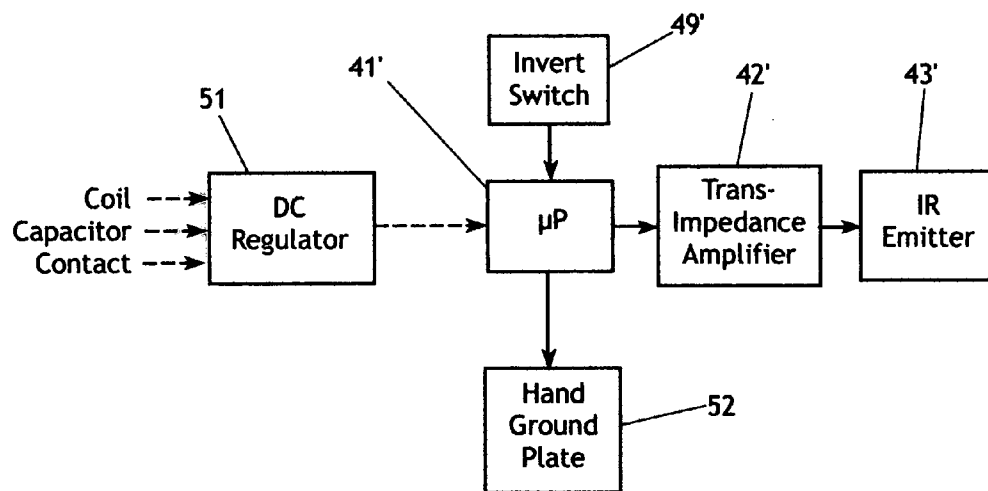 49'
Invert
Switch
41'
42'
43'
51
Coil
Capacitor
Contact
DC
Regulator
µP
Trans-
Impedance
Amplifier
IR
Emitter
Hand
Ground
Plate
52